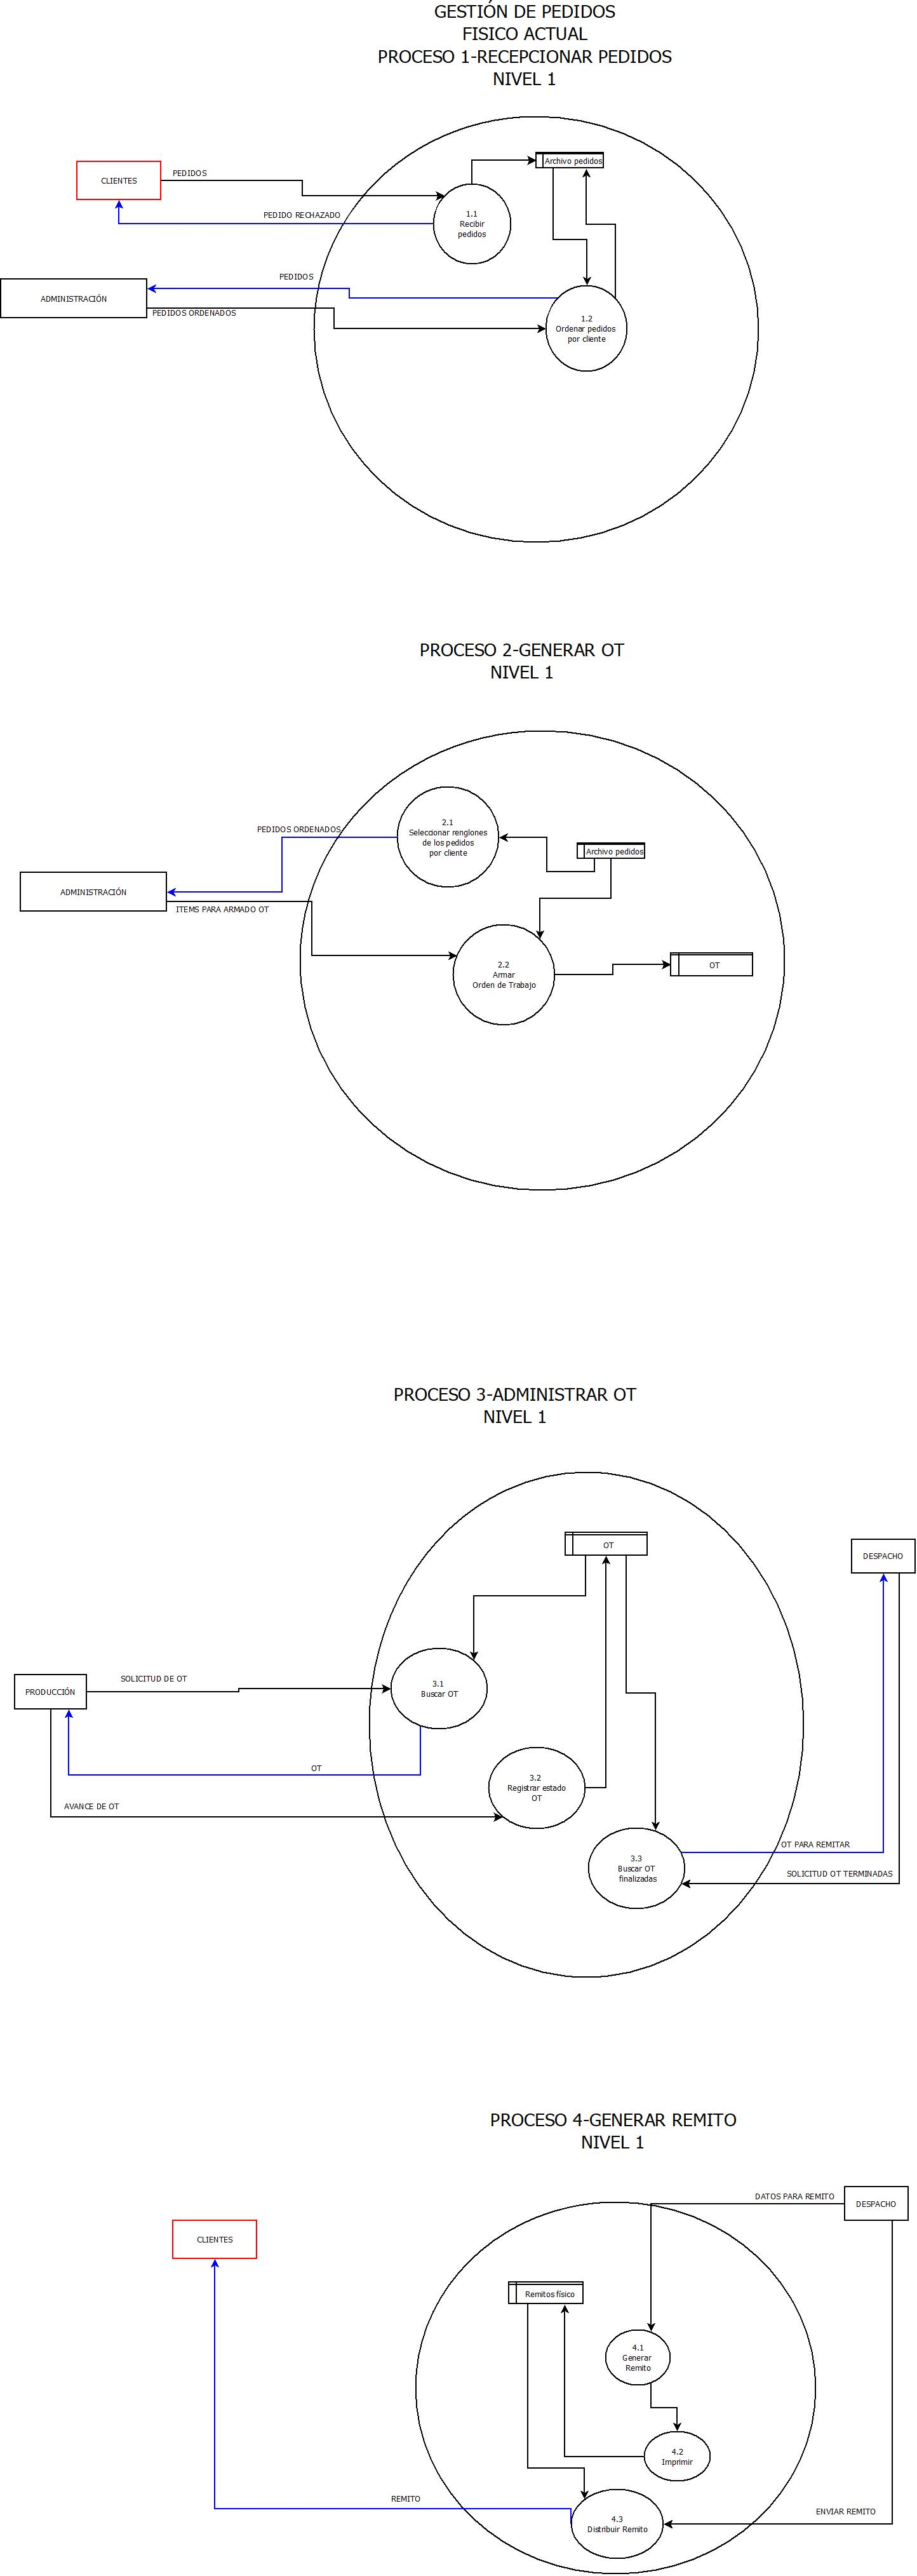 GESTIÓN DE PEDIDOS
FISICO ACTUAL
PROCESO 1-RECEPCIONAR PEDIDOS
NIVEL 1
Archivo pedidos
CLIENTES
PEDIDOS
PEDIDO RECHAZADO
1.1
Recibir
pedidos
PEDIDOS
ADMINISTRACIÓN
PEDIDOS ORDENADOS
1.2
Ordenar pedidos
por cliente
PROCESO 2-GENERAR OT
NIVEL 1
2.1
Seleccionar renglones
de los pedidos
por cliente
PEDIDOS ORDENADOS
Archivo pedidos
ADMINISTRACIÓN
ITEMS PARA ARMADO OT
2.2
Armar
Orden de Trabajo
OT
PROCESO 3-ADMINISTRAR OT
NIVEL 1
OT
DESPACHO
PRODUCCIÓN
SOLICITUD DE OT
3.1
Buscar OT
OT
3.2
Registrar estado
OT
AVANCE DE OT
OT PARA REMITAR
3.3
Buscar OT
finalizadas
SOLICITUD OT TERMINADAS
PROCESO 4-GENERAR REMITO
NIVEL 1
DATOS PARA REMITO
DESPACHO
CLIENTES
Remitos físico
4.1
Generar
Remito
4.2
Imprimir
REMITO
ENVIAR REMITO
4.3
Distribuir Remito